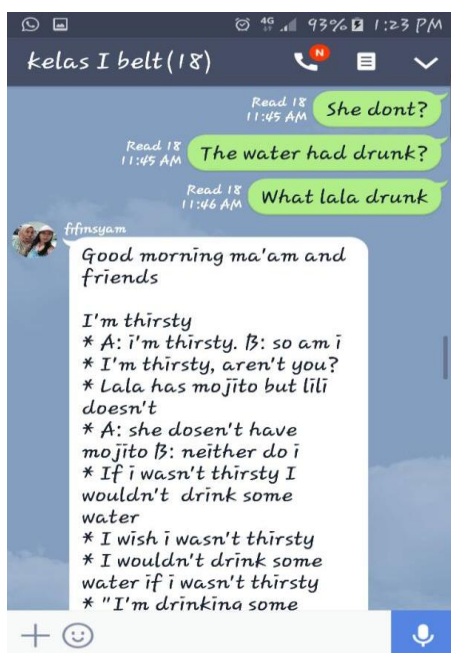 4G 93% 1:23 PM
kelas I belt(18)
N
Read 18
11:45 AM
She dont?
Read 18
11:45 AM
The water had drunk?
Read 18
11:46 AM
What lala drunk
fifinsyam
Good morning ma'am and
friends
I'm thirsty
* A: i'm thirsty. B: so am i
* I'm thirsty, aren't you?
* Lala has mojito but lili
doesn't
* A: she dosen't have
mojito B: neither do i
* If i wasn't thirsty I
wouldn't drink some
water
* I wish i wasn't thirsty
* I wouldn't drink some
water if i wasn't thirsty
* "I'm drinking some